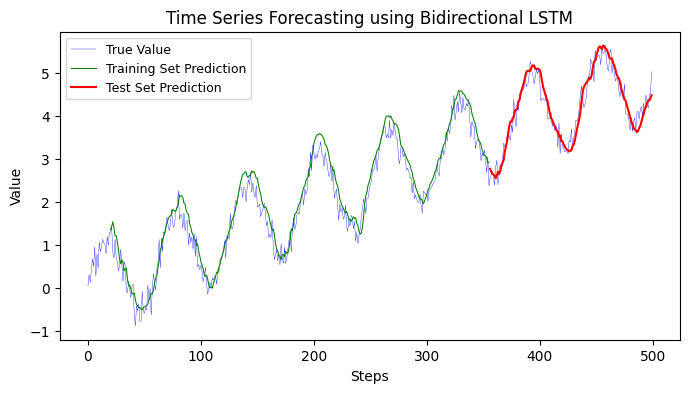 Time Series Forecasting using Bidirectional LSTM
True Value
Training Set Prediction
Test Set Prediction
Value
5
4
3
2
1
0
−1
0 100 200 300 400 500
Steps